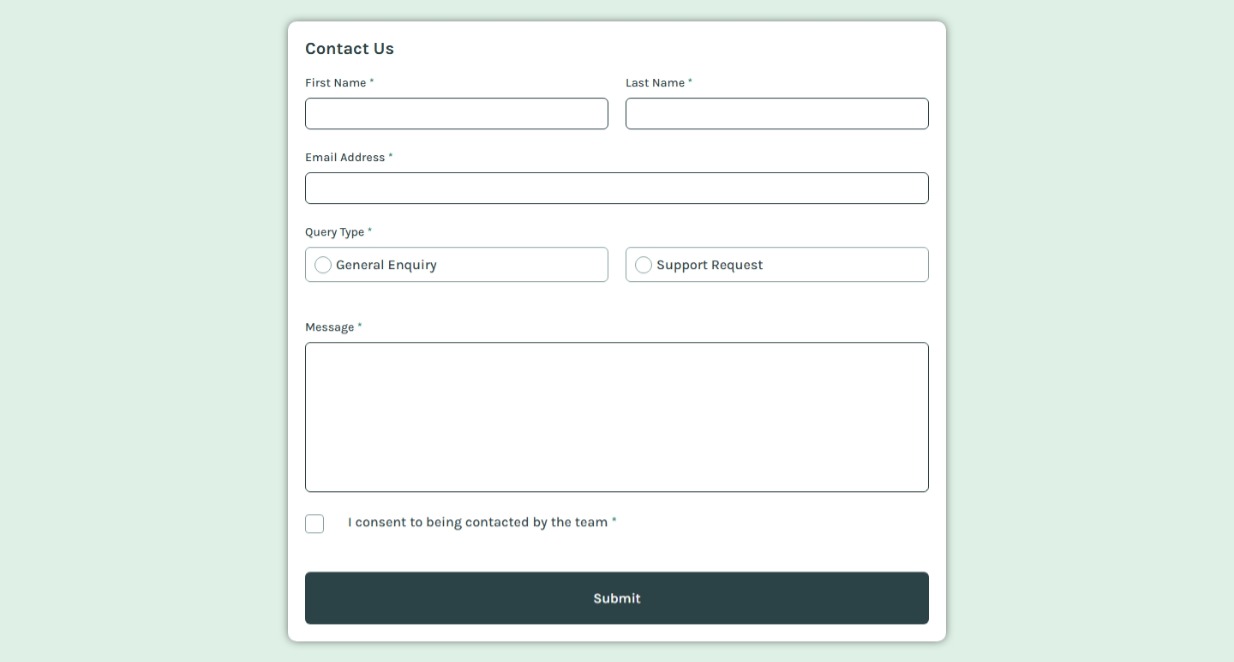 Contact Us
First Name *
Last Name *
Email Address *
Query Type *
General Enquiry
Support Request
Message *
I consent to being contacted by the team *
Submit